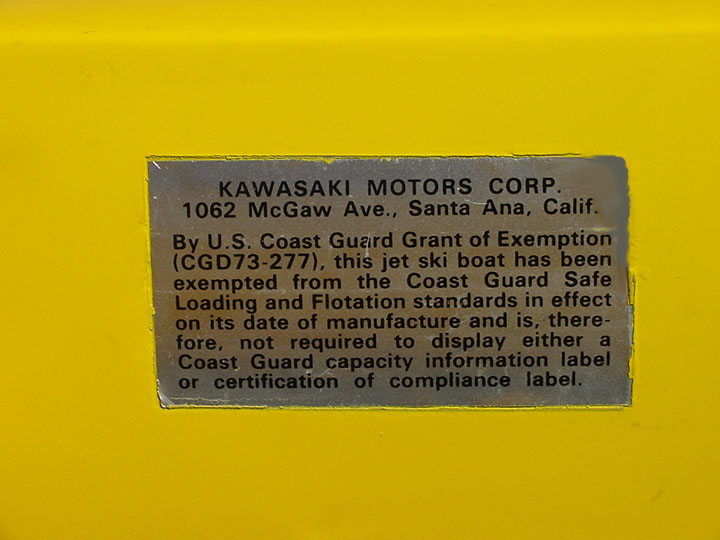 KAWASAKI MOTORS CORP.
1062 McGaw Ave., Santa Ana, Calif.
By U.S. Coast Guard Grant of Exemption
(CGD73-277), this jet ski boat has been
exempted from the Coast Guard Safe
Loading and Flotation standards in effect
on its date of manufacture and is, there-
fore, not required to display either a
Coast Guard capacity information label
or certification of compliance label.